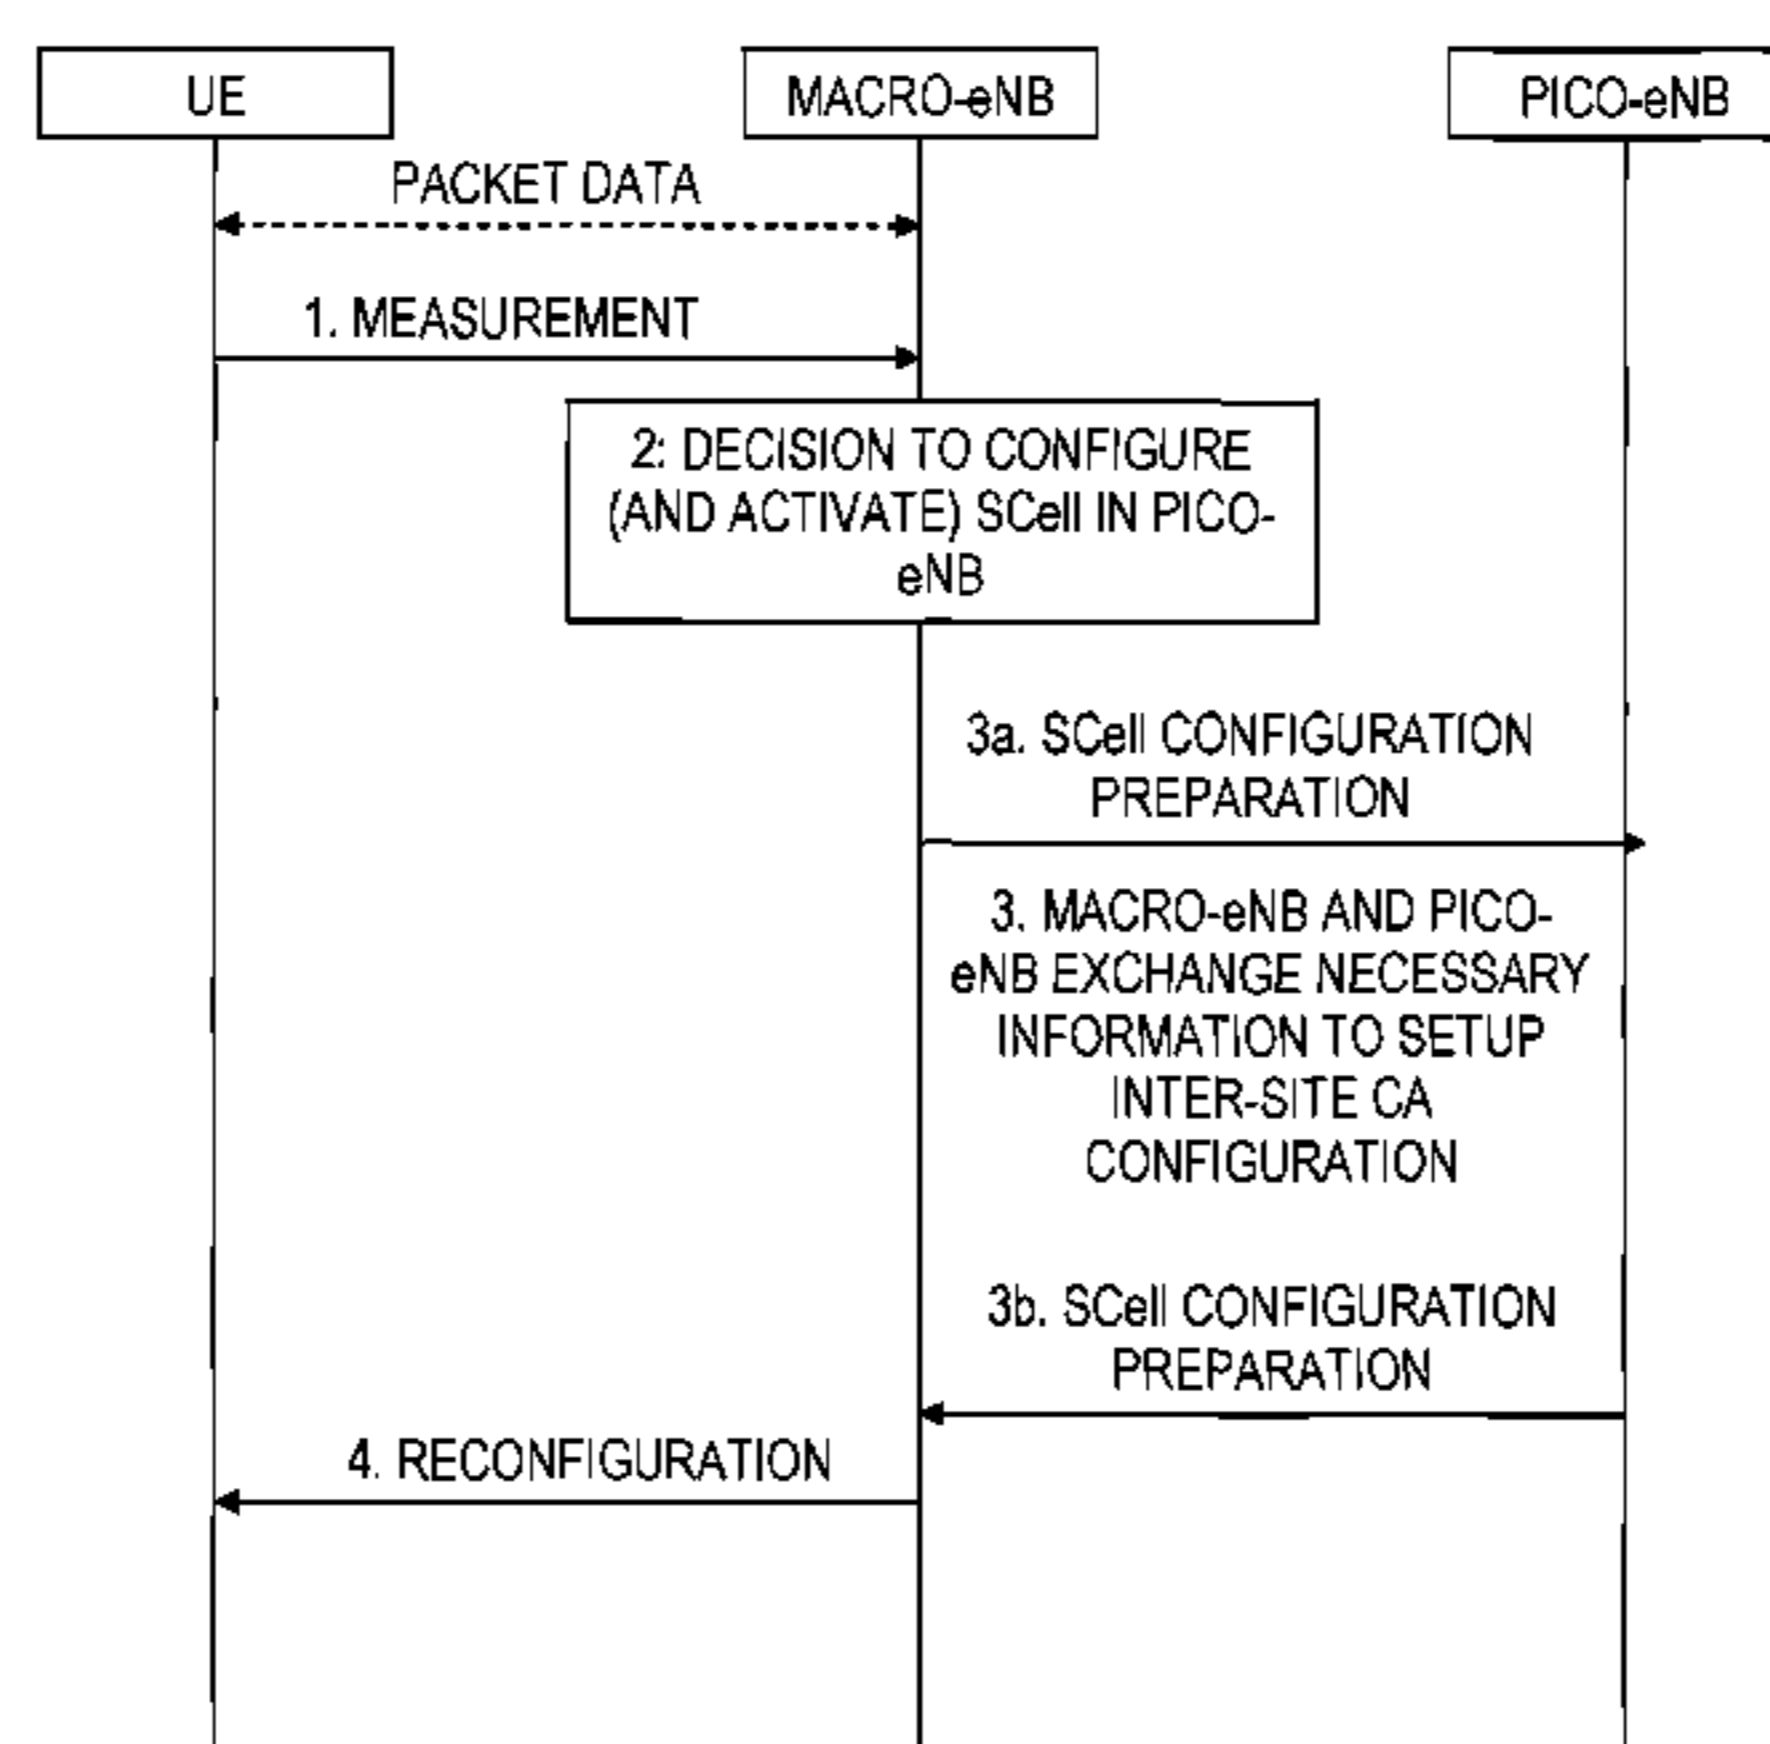 UE
MACRO-eNB
PICO-eNB
PACKET DATA
1. MEASUREMENT
2: DECISION TO CONFIGURE
(AND ACTIVATE) SCell IN PICO-
eNB
3a. SCell CONFIGURATION
PREPARATION
3. MACRO-eNB AND PICO-
eNB EXCHANGE NECESSARY
INFORMATION TO SETUP
INTER-SITE CA
CONFIGURATION
3b. SCell CONFIGURATION
PREPARATION
4. RECONFIGURATION